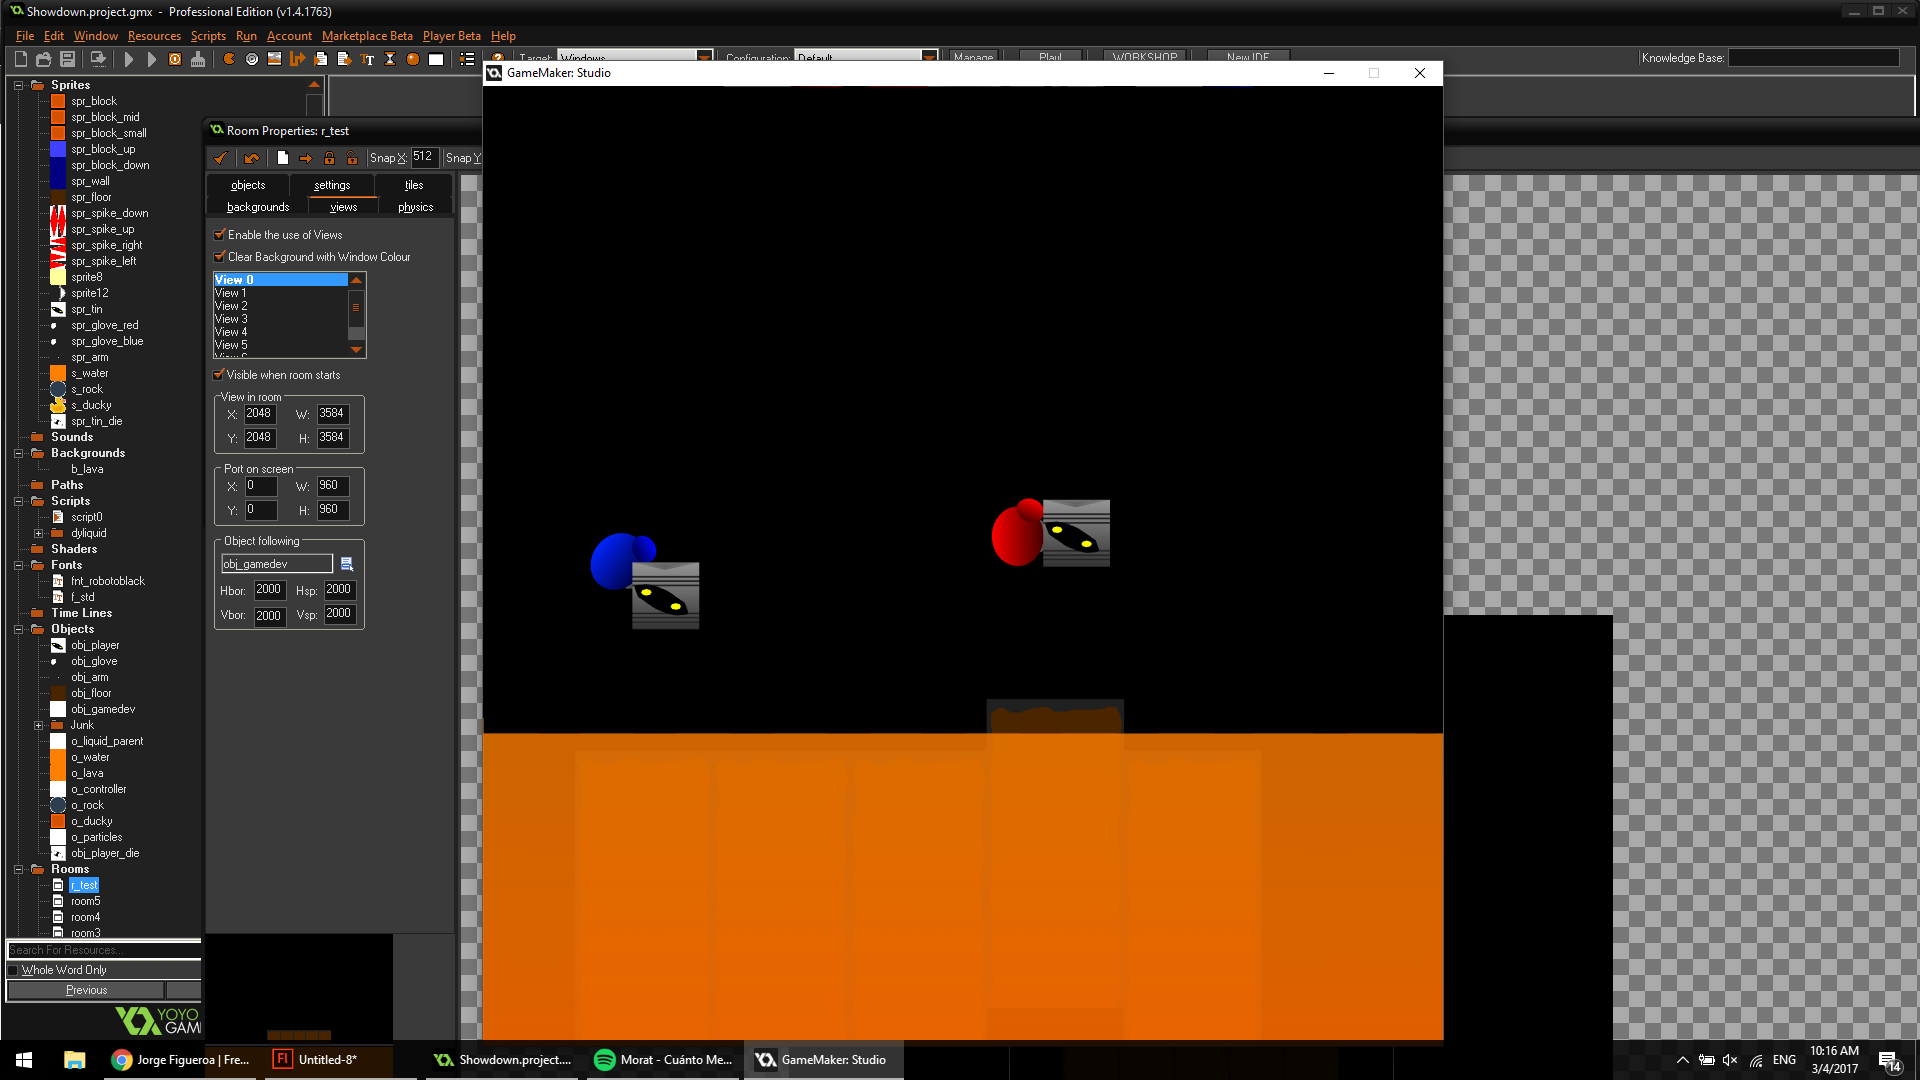 Showdown.project.gmx - Professional Edition (v1.4.1763)
File Edit Window Resources Scripts Run Account Marketplace Beta Player Beta Help
Target: Windows Configuration: Default Manage Play! WORKSHOP New IDE Knowledge Base:
GameMaker: Studio
Sprites
spr_block
spr_block_mid
spr_block_small
spr_block_up
spr_block_down
spr_wall
spr_floor
spr_spike_down
spr_spike_up
spr_spike_right
spr_spike_left
sprite8
sprite12
spr_tin
spr_glove_red
spr_glove_blue
spr_arm
s_water
s_rock
s_ducky
spr_tin_die
Sounds
Backgrounds
b_lava
Paths
Scripts
script0
dyliquid
Shaders
Fonts
fnt_robotoblack
f_std
Time Lines
Objects
obj_player
obj_glove
obj_arm
obj_floor
obj_gamedev
Junk
o_liquid_parent
o_water
o_lava
o_controller
o_rock
o_ducky
o_particles
obj_player_die
Rooms
r_test
room5
room4
room3
Search For Resources...
Whole Word Only
Previous
YOYO
GAM
Room Properties: r_test
Snap X: 512 Snap Y
objects settings tiles
backgrounds views physics
Enable the use of Views
Clear Background with Window Colour
View 0
View 1
View 2
View 3
View 4
View 5
Visible when room starts
View in room
X: 2048 W: 3584
Y: 2048 H: 3584
Port on screen
X: 0 W: 960
Y: 0 H: 960
Object following
obj_gamedev
Hbor: 2000 Hsp: 2000
Vbor: 2000 Vsp: 2000
Jorge Figueroa | Fre...
Fl Untitled-8*
Showdown.project....
Morat - Cuánto Me...
GameMaker: Studio
ENG
10:16 AM
3/4/2017
14